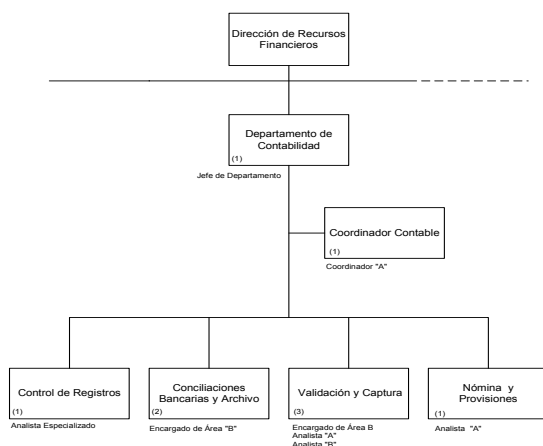 Dirección de Recursos
Financieros
Departamento de
Contabilidad
(1)
Jefe de Departamento
Coordinador Contable
(1)
Coordinador "A"
Control de Registros
(1)
Analista Especializado
Conciliaciones
Bancarias y Archivo
(2)
Encargado de Área "B"
Validación y Captura
(3)
Encargado de Área B
Analista "A"
Analista "B"
Nómina y
Provisiones
(1)
Analista "A"